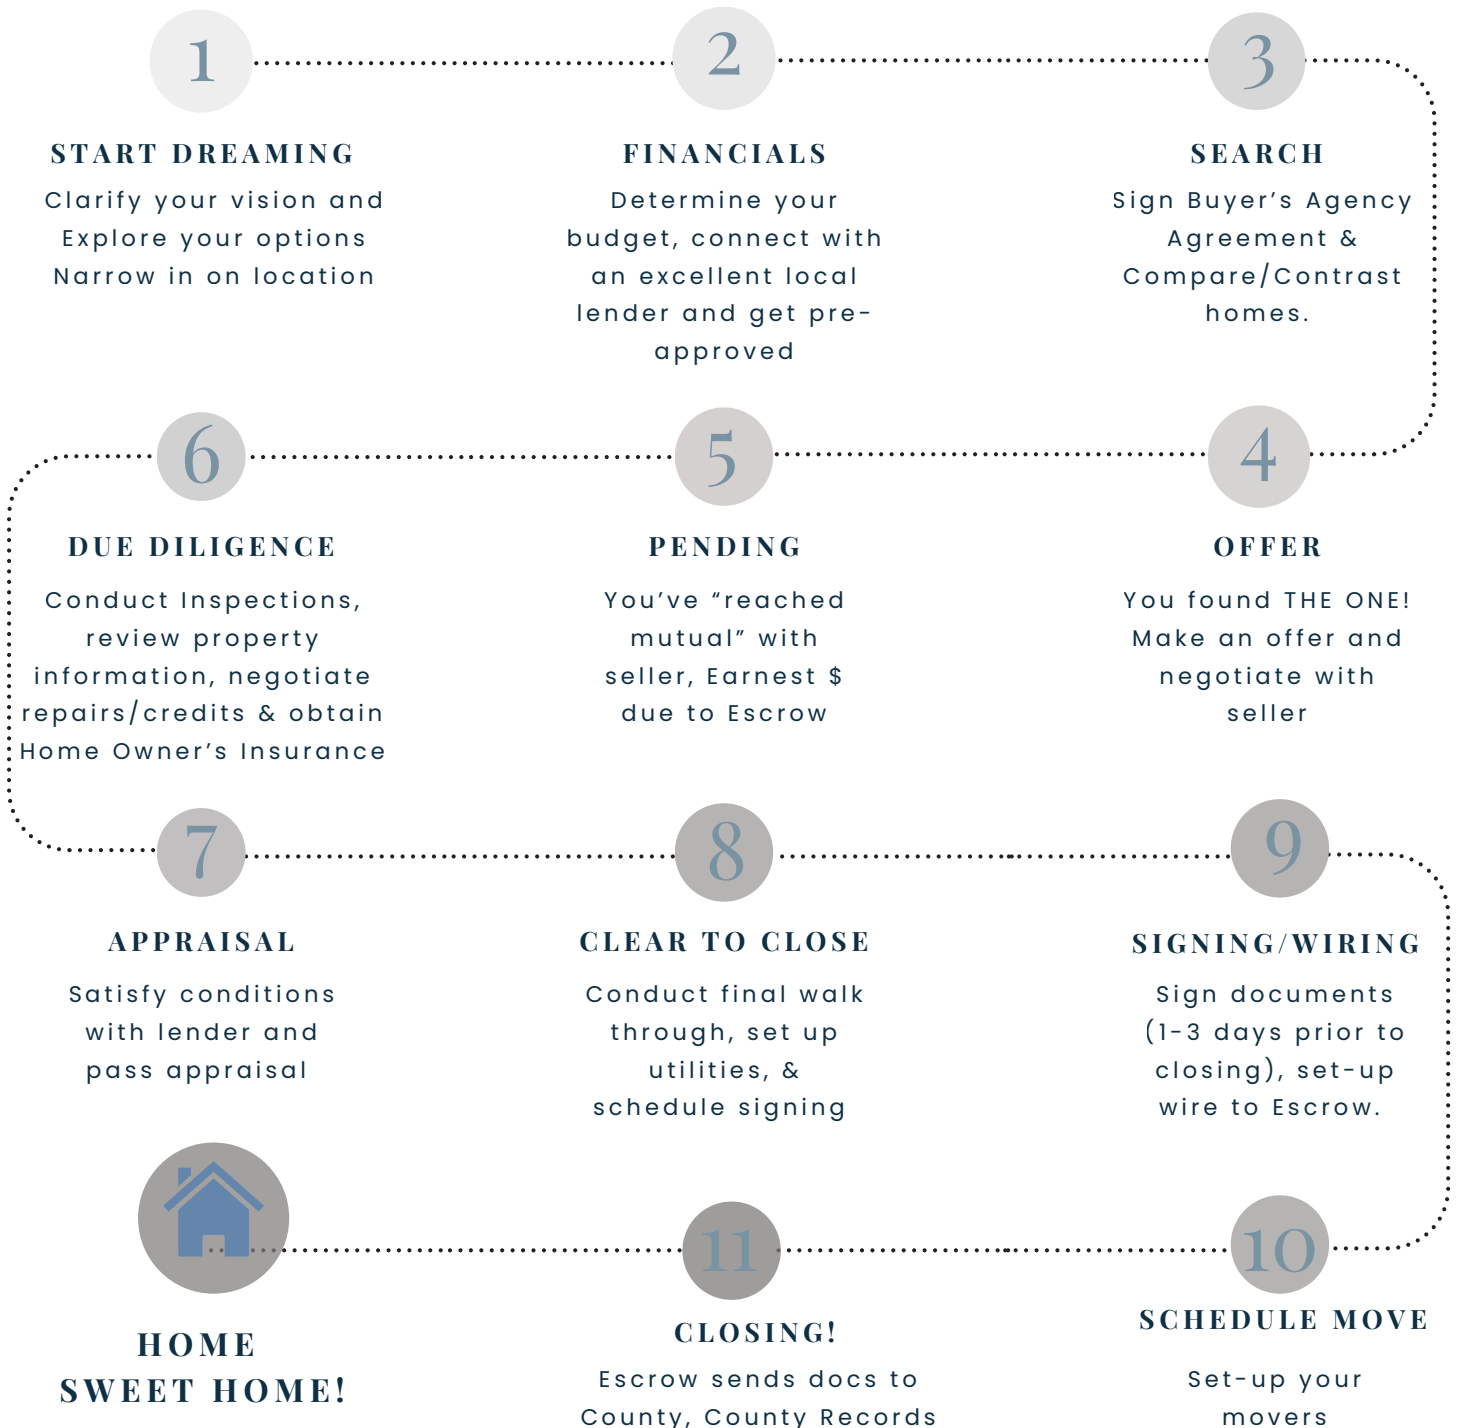 1
START DREAMING
Clarify your vision and
Explore your options
Narrow in on location
2
FINANCIALS
Determine your
budget, connect with
an excellent local
lender and get pre-
approved
3
SEARCH
Sign Buyer’s Agency
Agreement &
Compare/Contrast
homes.
4
OFFER
You found THE ONE!
Make an offer and
negotiate with
seller
5
PENDING
You’ve “reached
mutual” with
seller, Earnest $
due to Escrow
6
DUE DILIGENCE
Conduct Inspections,
review property
information, negotiate
repairs/credits & obtain
Home Owner’s Insurance
7
APPRAISAL
Satisfy conditions
with lender and
pass appraisal
8
CLEAR TO CLOSE
Conduct final walk
through, set up
utilities, &
schedule signing
9
SIGNING/WIRING
Sign documents
(1-3 days prior to
closing), set-up
wire to Escrow.
10
SCHEDULE MOVE
Set-up your
movers
11
CLOSING!
Escrow sends docs to
County, County Records
HOME
SWEET HOME!